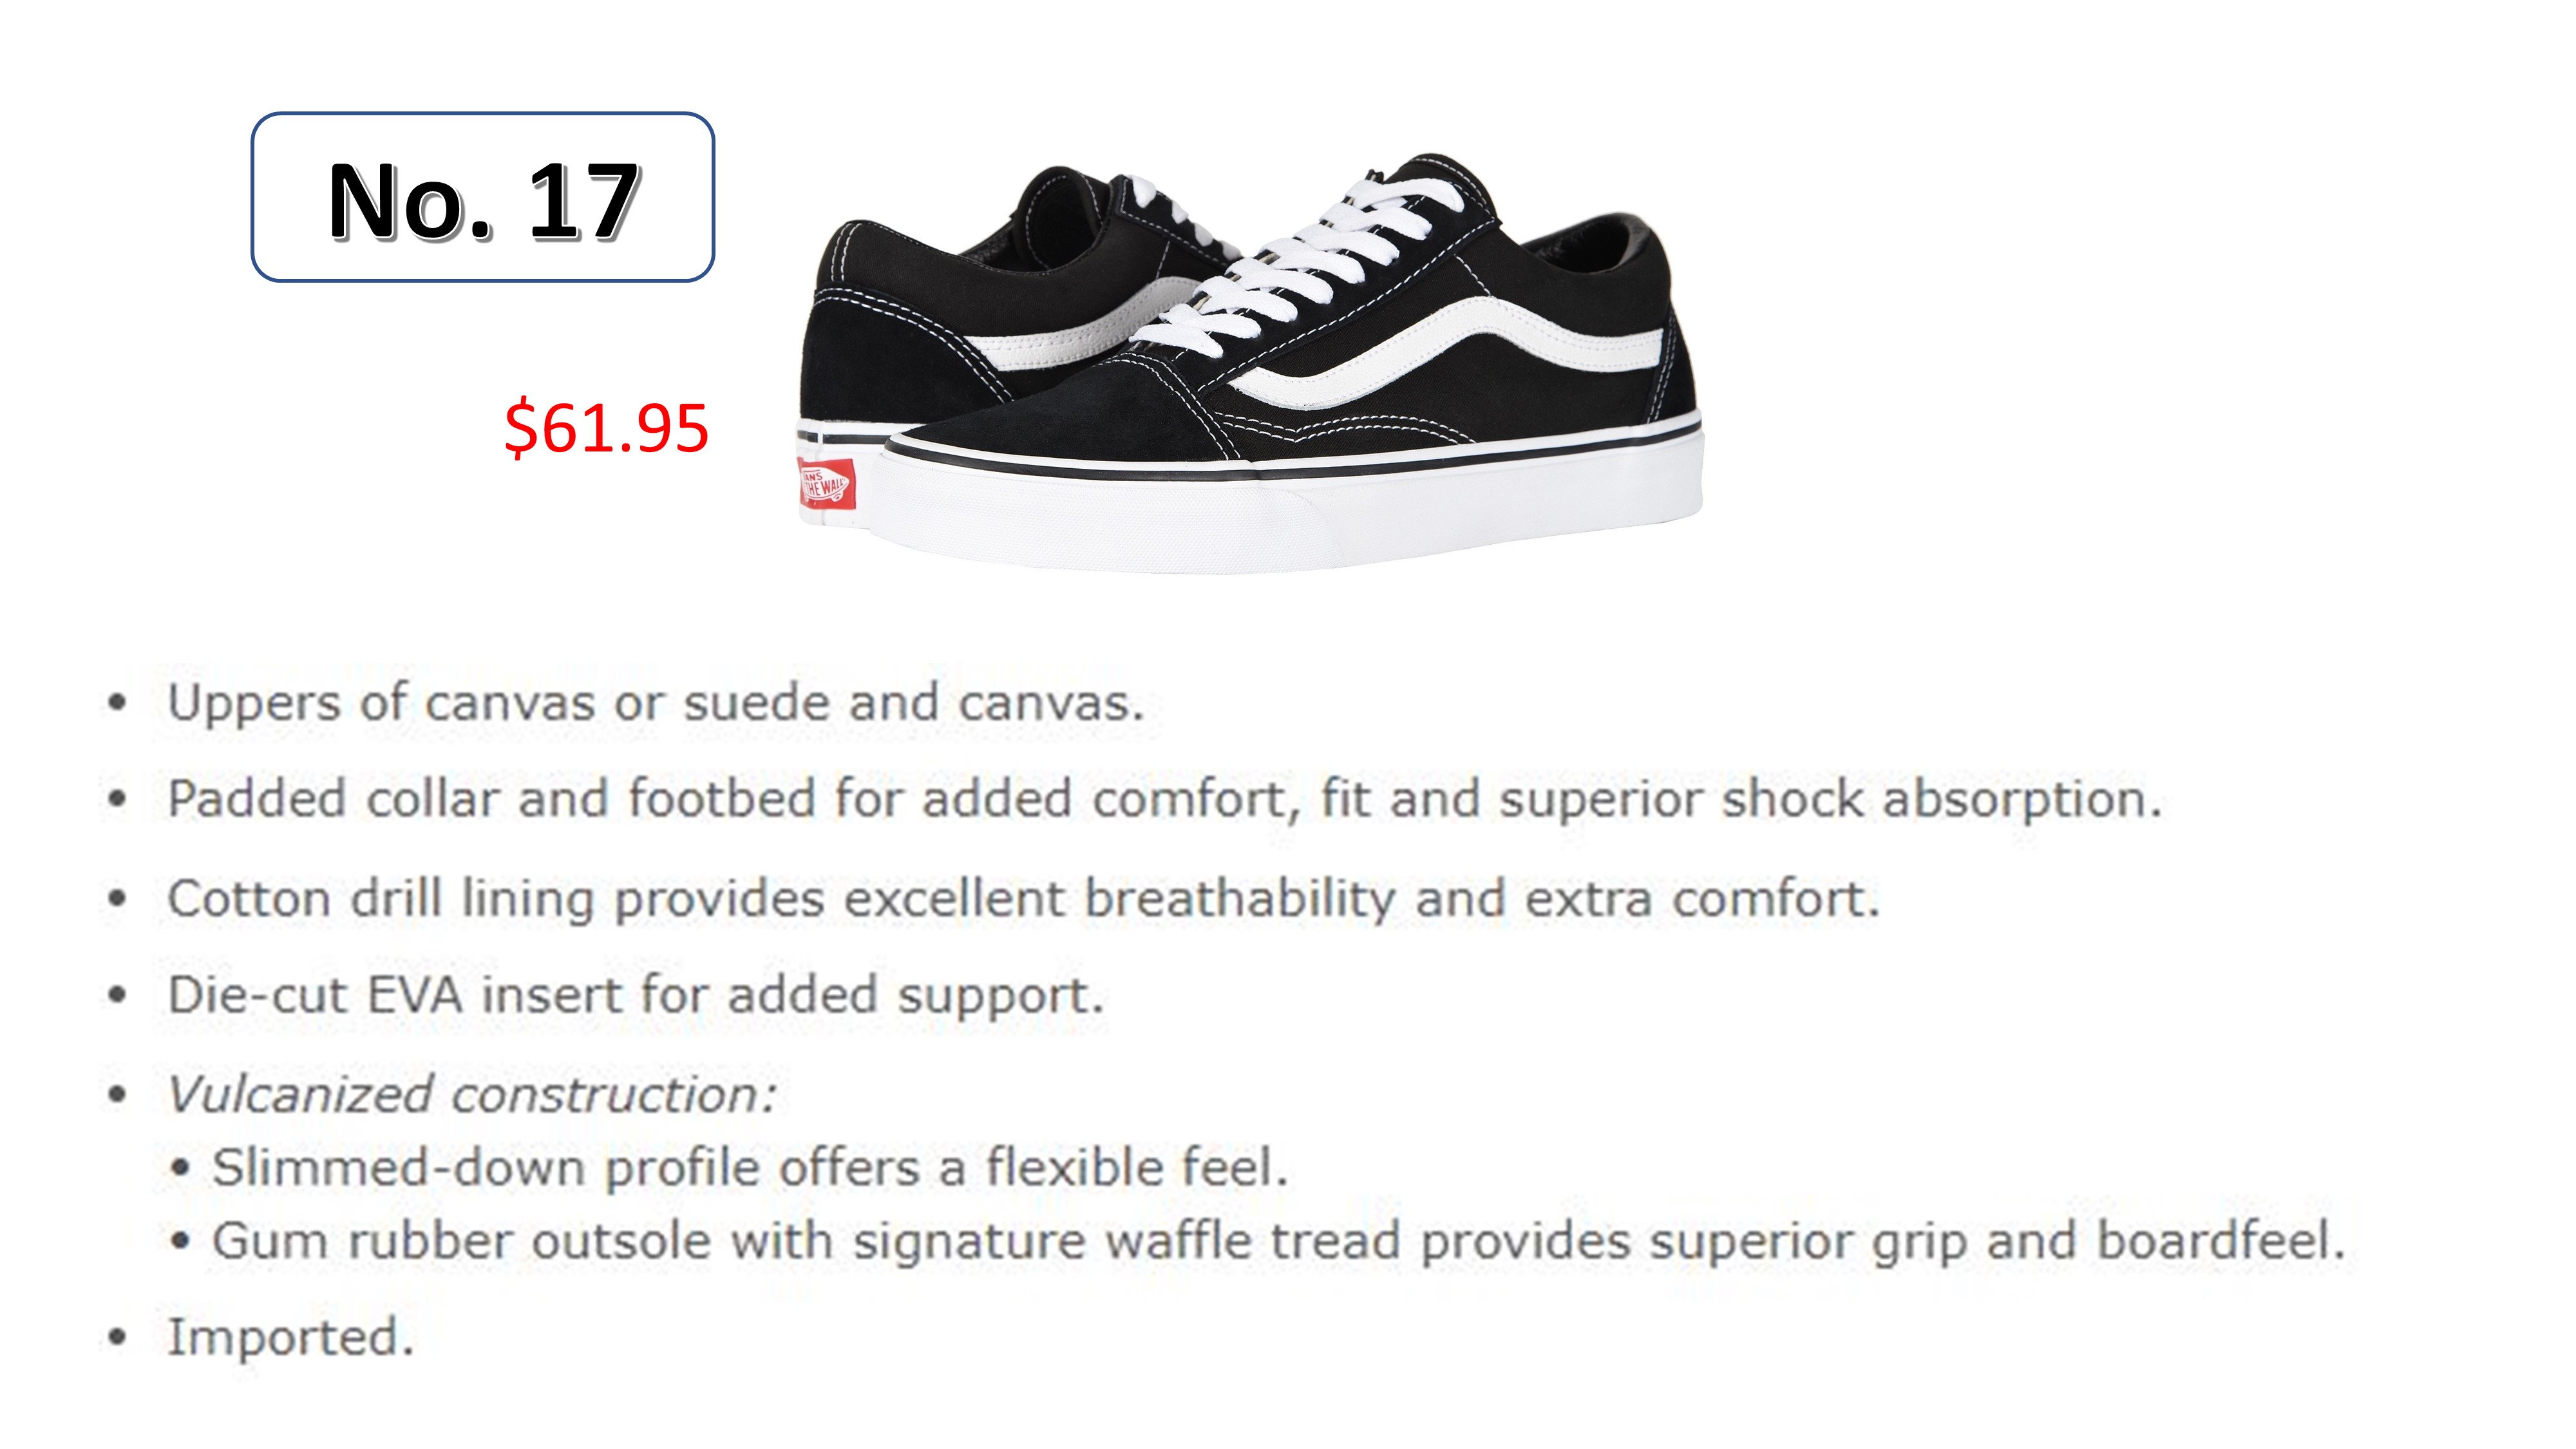 No. 17
$61.95
VANS
THE WALL
• Uppers of canvas or suede and canvas.
• Padded collar and footbed for added comfort, fit and superior shock absorption.
• Cotton drill lining provides excellent breathability and extra comfort.
• Die-cut EVA insert for added support.
• Vulcanized construction:
• Slimmed-down profile offers a flexible feel.
• Gum rubber outsole with signature waffle tread provides superior grip and boardfeel.
• Imported.